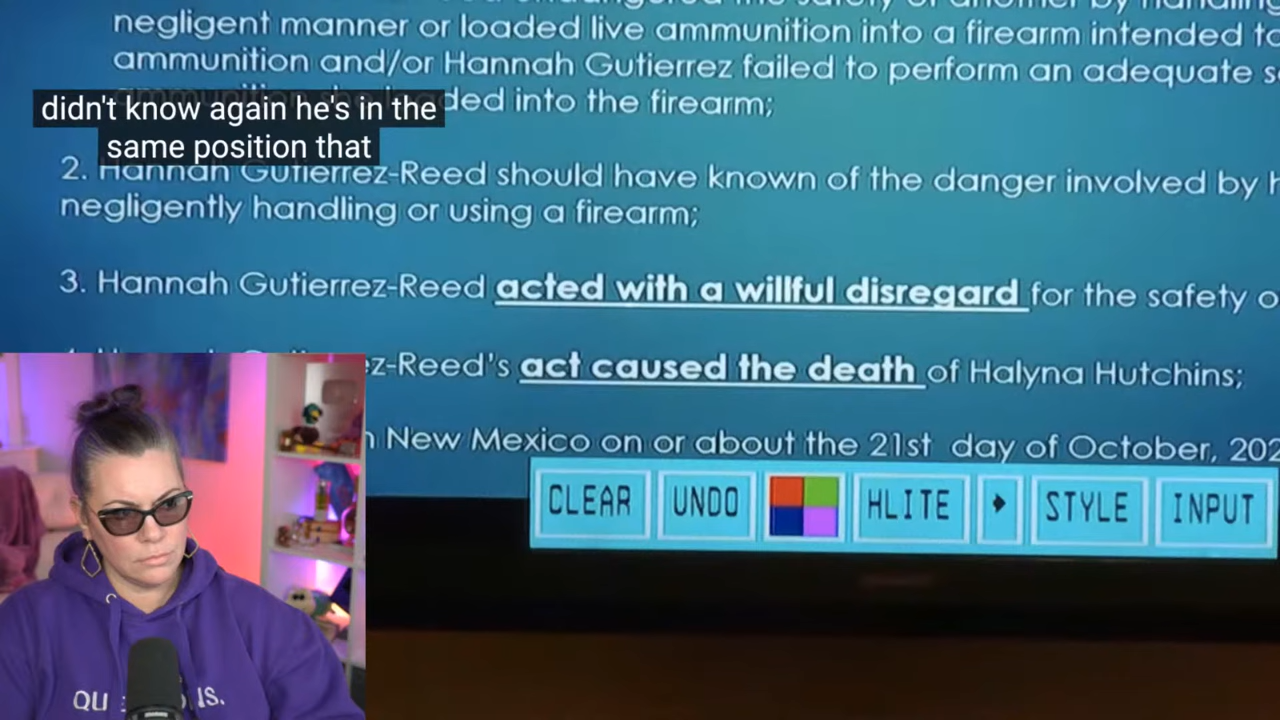 negligent manner or loaded live ammunition into a firearm intended to
ammunition and/or Hannah Gutierrez failed to perform an adequate
ded into the firearm;
didn't know again he's in the
same position that
2. Hannah Gutierrez-Reed should have known of the danger involved by
negligently handling or using a firearm;
3. Hannah Gutierrez-Reed acted with a willful disregard for the safety
z-Reed's act caused the death of Halyna Hutchins;
New Mexico on or about the 21st day of October, 202
CLEAR UNDO HLITE STYLE INPUT
QU NS.